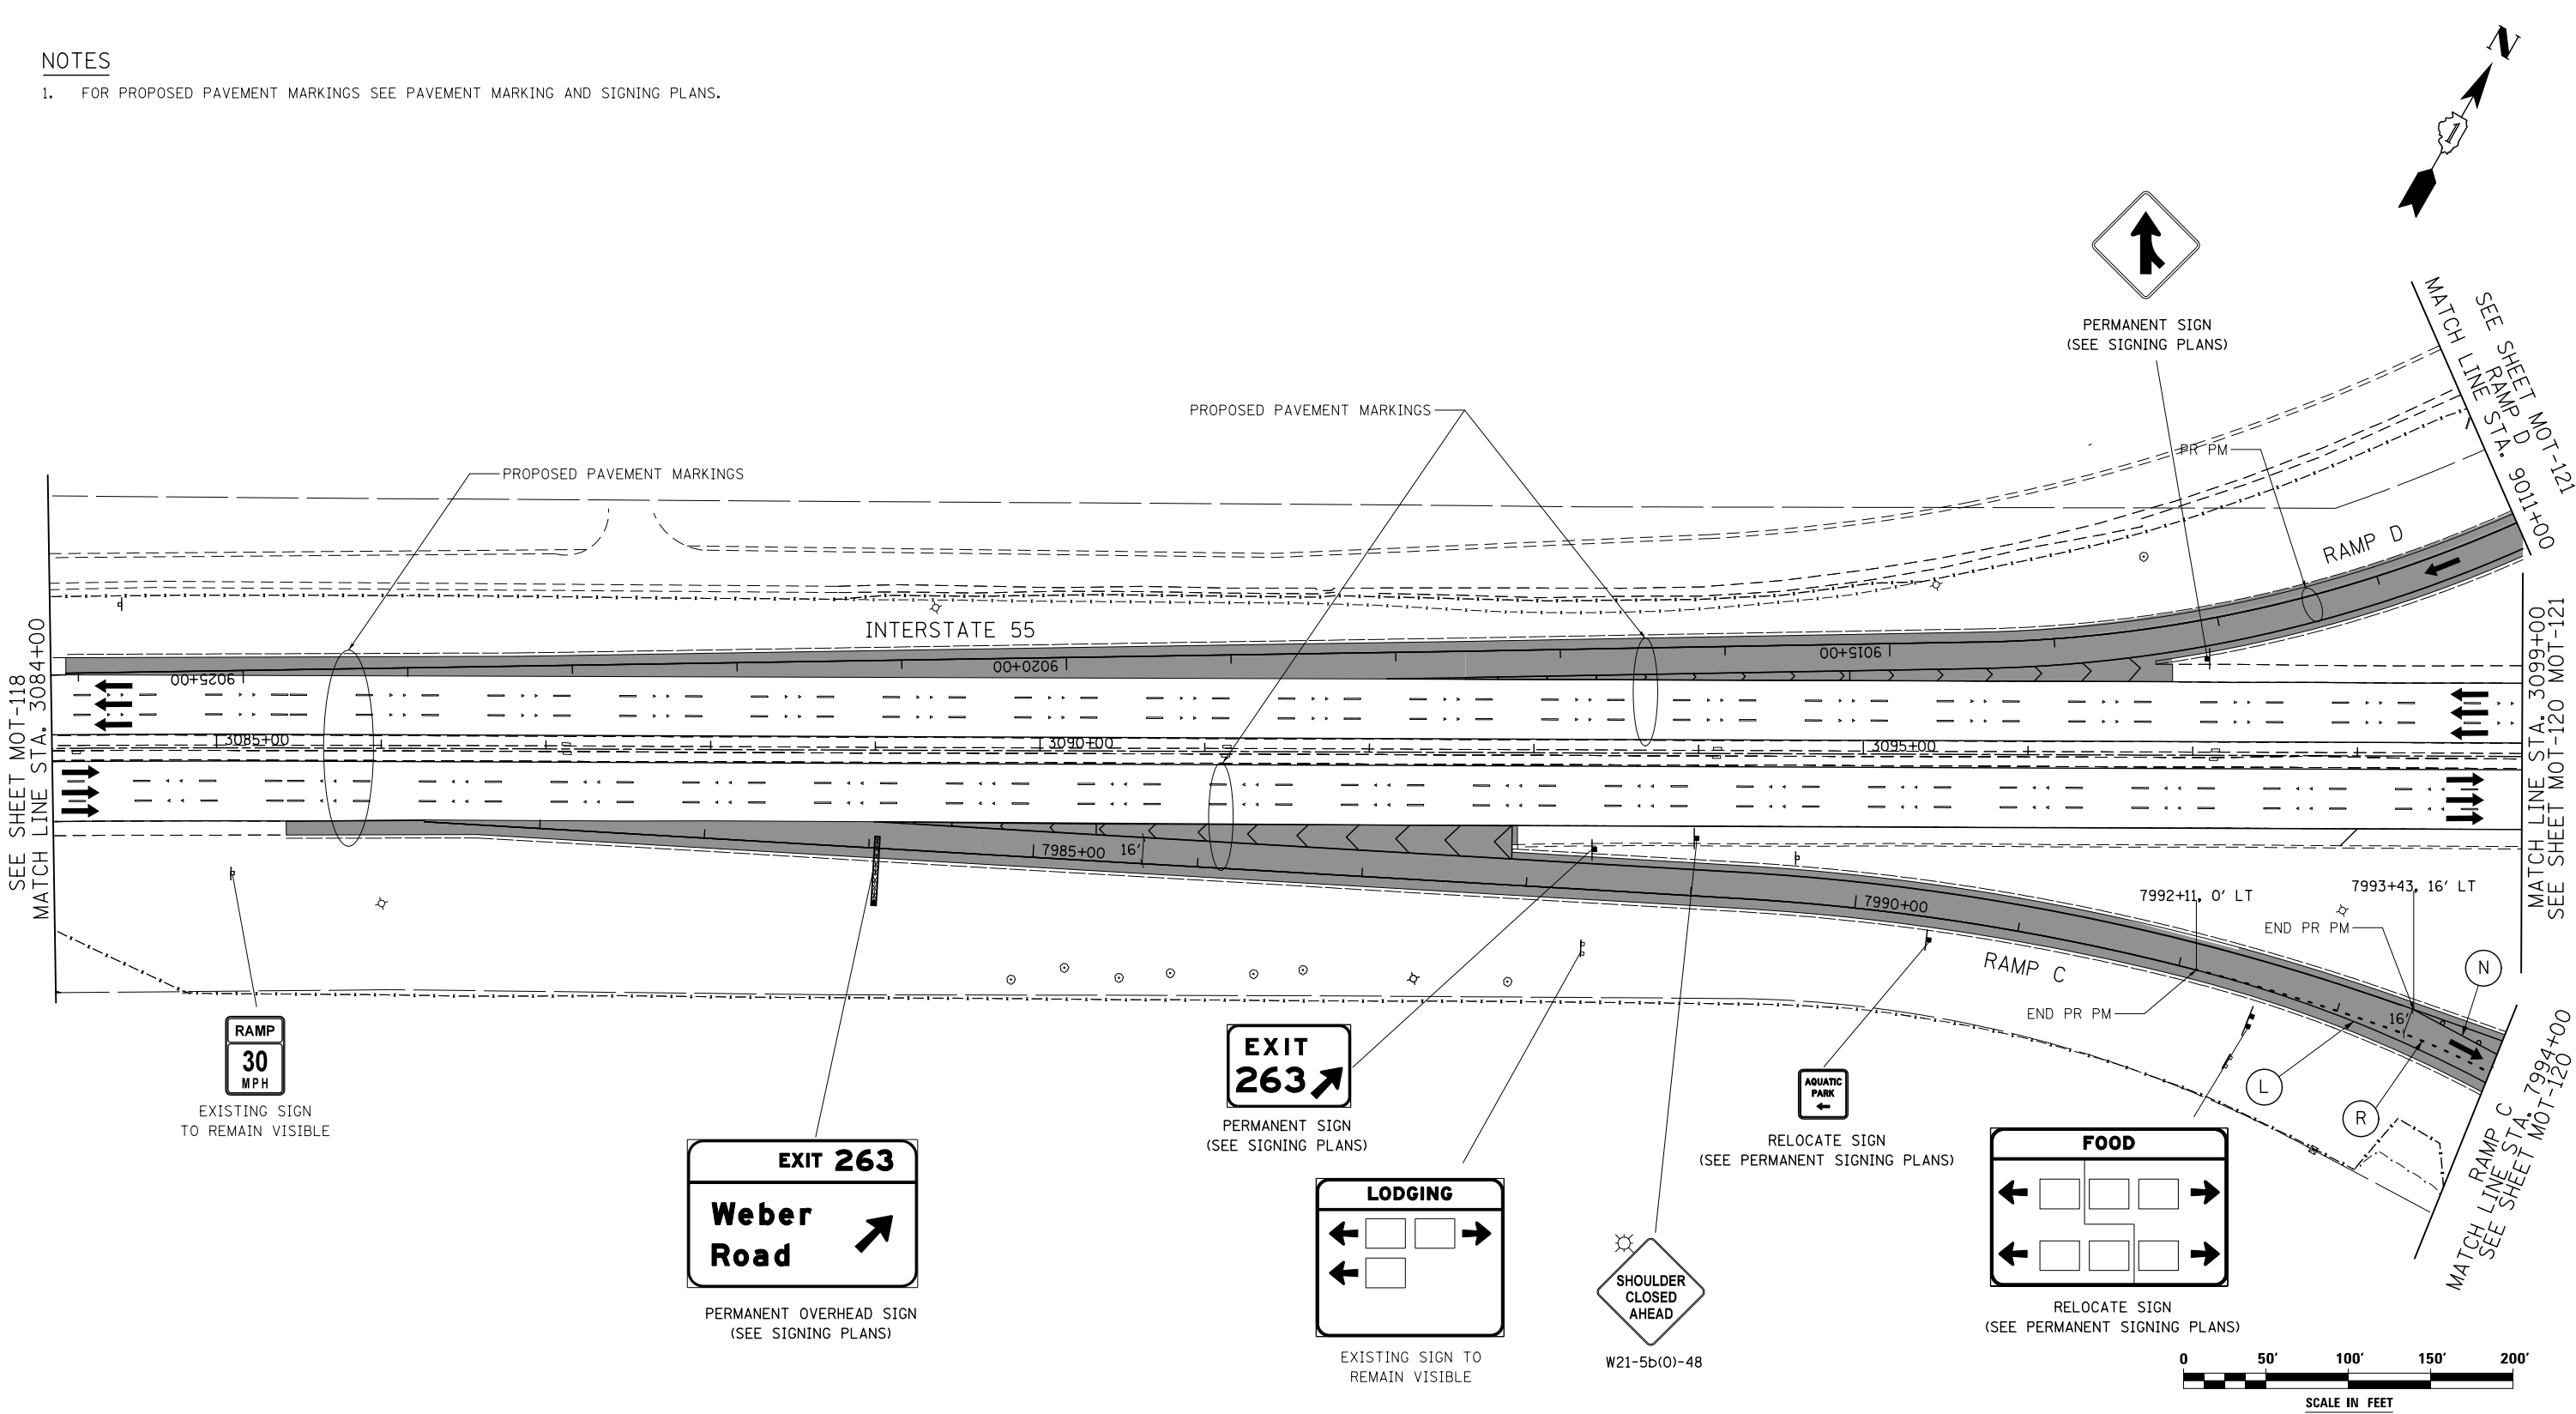 NOTES
1. FOR PROPOSED PAVEMENT MARKINGS SEE PAVEMENT MARKING AND SIGNING PLANS.
N
1
PERMANENT SIGN
(SEE SIGNING PLANS)
SEE SHEET MOT-121
RAMP D
MATCH LINE STA. 9011+00
PROPOSED PAVEMENT MARKINGS
PROPOSED PAVEMENT MARKINGS
PR PM
RAMP D
INTERSTATE 55
9025+00
9020+00
9015+00
SEE SHEET MOT-118
MATCH LINE STA. 3084+00
3085+00
3090+00
3095+00
MATCH LINE STA. 3099+00
SEE SHEET MOT-120 MOT-121
7985+00
16'
7990+00
7992+11, 0' LT
7993+43, 16' LT
END PR PM
N
RAMP C
END PR PM
16'
L
R
RAMP C
MATCH LINE STA. 7994+00
SEE SHEET MOT-120
RAMP
30
MPH
EXISTING SIGN
TO REMAIN VISIBLE
EXIT 263
Weber
Road
PERMANENT OVERHEAD SIGN
(SEE SIGNING PLANS)
EXIT
263
PERMANENT SIGN
(SEE SIGNING PLANS)
LODGING
EXISTING SIGN TO
REMAIN VISIBLE
SHOULDER
CLOSED
AHEAD
W21-5b(O)-48
AQUATIC
PARK
RELOCATE SIGN
(SEE PERMANENT SIGNING PLANS)
FOOD
RELOCATE SIGN
(SEE PERMANENT SIGNING PLANS)
0 50' 100' 150' 200'
SCALE IN FEET